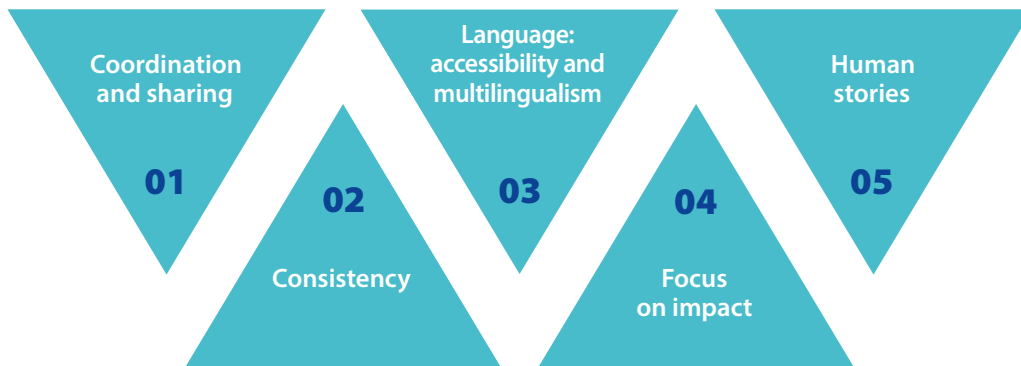 Coordination
and sharing
01
02
Consistency
Language:
accessibility and
multilingualism
03
04
Focus
on impact
Human
stories
05